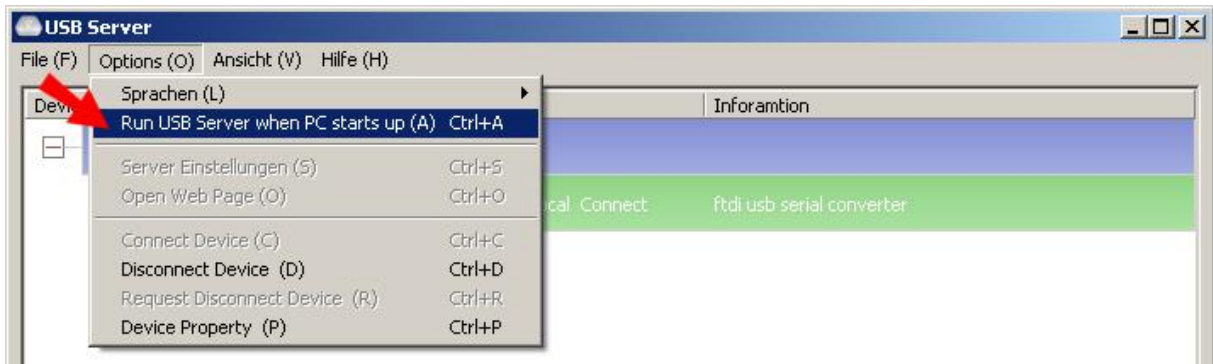 USB Server
File (F) Options (O) Ansicht (V) Hilfe (H)
Sprachen (L)
Inforamtion
Run USB Server when PC starts up (A) Ctrl+A
Server Einstellungen (S) Ctrl+S
Open Web Page (O) Ctrl+O
Connect ftdi usb serial converter
Connect Device (C) Ctrl+C
Disconnect Device (D) Ctrl+D
Request Disconnect Device (R) Ctrl+R
Device Property (P) Ctrl+P